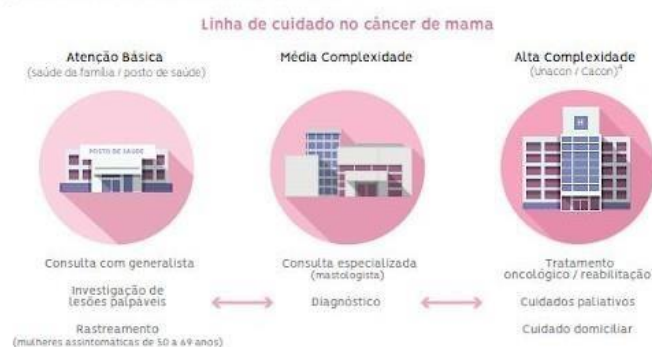 Linha de cuidado no câncer de mama
Atenção Básica
(saúde da família / posto de saúde)
POSTO DE SAÚDE
Consulta com generalista
Investigação de
lesões palpáveis
Rastreamento
(mulheres assintomáticas de 50 a 69 anos)
Média Complexidade
Consulta especializada
(mastologista)
Diagnóstico
Alta Complexidade
(Unacon / Cacon)⁴
H
Tratamento
oncológico / reabilitação
Cuidados paliativos
Cuidado domiciliar